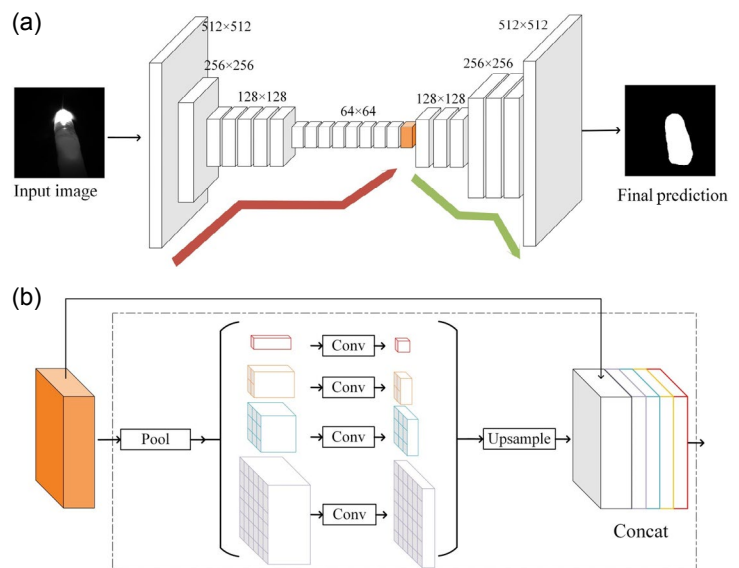 (a)
512×512
256×256
128×128
64×64
128×128
256×256
512×512
Input image
Final prediction
(b)
Pool
Conv
Conv
Conv
Conv
Upsample
Concat